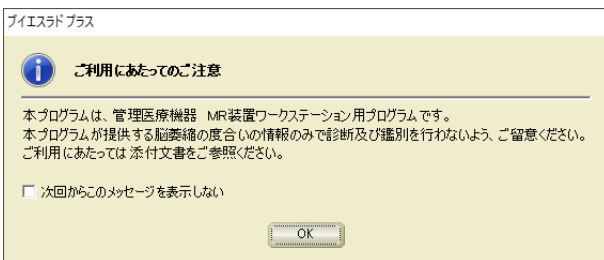 ブイエスラド プラス
ご利用にあたってのご注意
本プログラムは、管理医療機器　MR装置ワークステーション用プログラムです。
本プログラムが提供する脳萎縮の度合いの情報のみで診断及び鑑別を行わないよう、ご留意ください。
ご利用にあたっては添付文書をご参照ください。
次回からこのメッセージを表示しない
OK